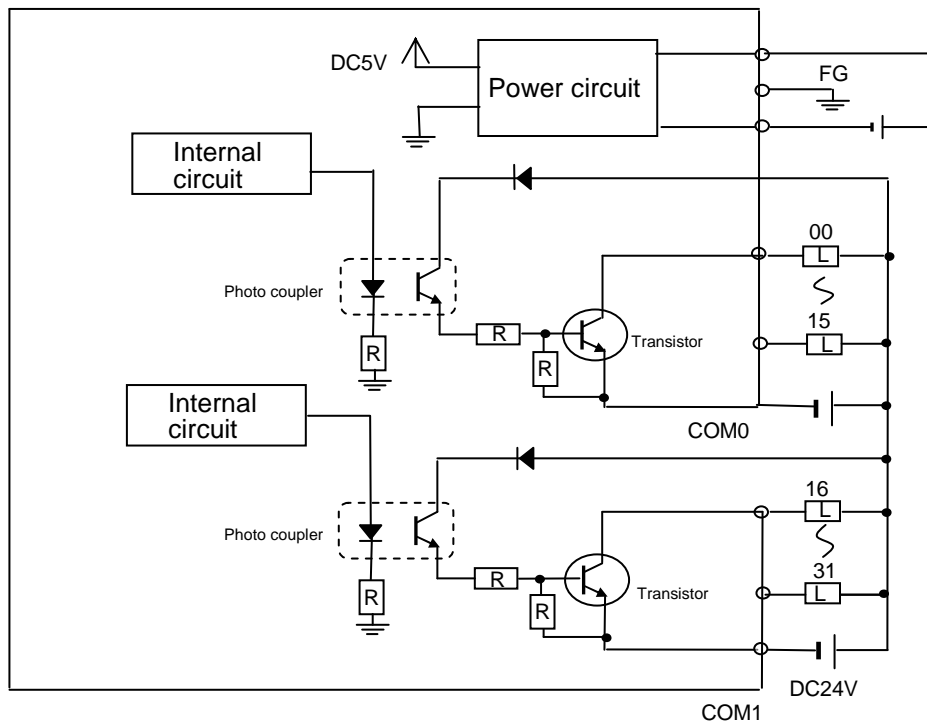 DC5V
Power circuit
FG
Internal
circuit
00
L
Photo coupler
R
R
R
Transistor
15
L
Internal
circuit
COM0
16
L
Photo coupler
R
R
R
Transistor
31
L
DC24V
COM1